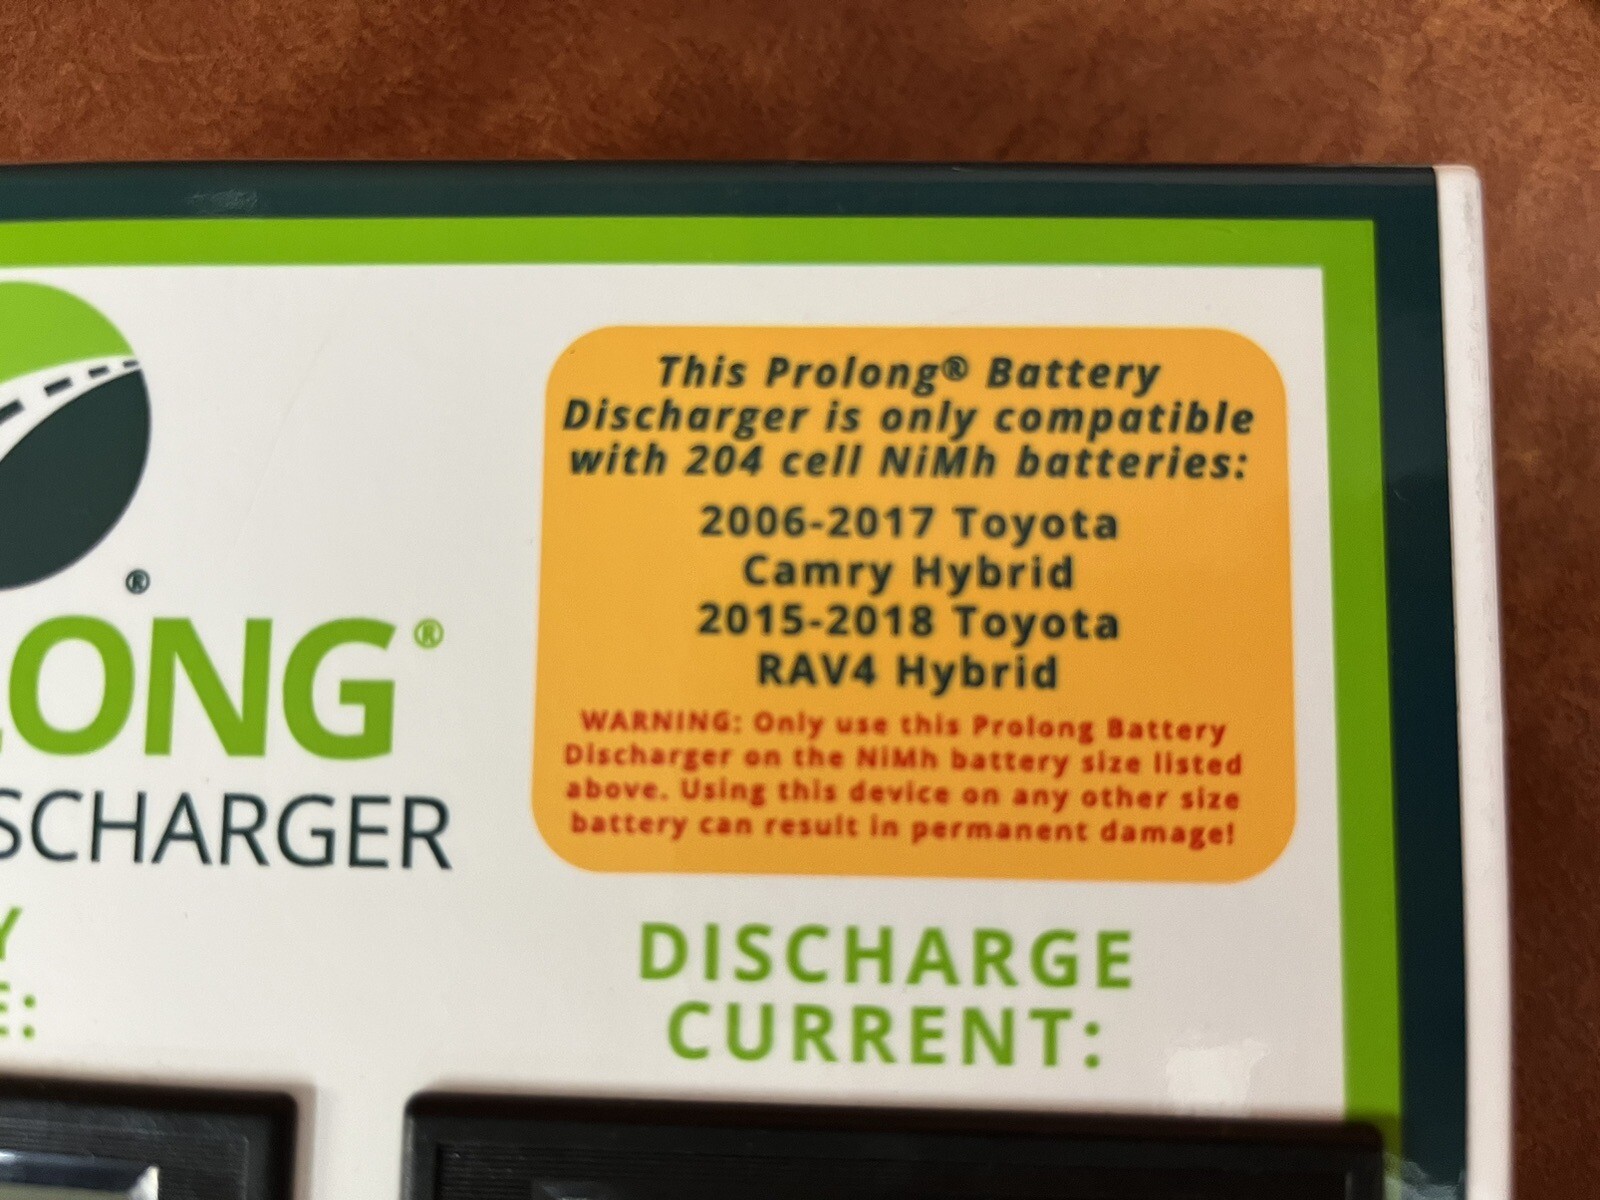 This Prolong® Battery
Discharger is only compatible
with 204 cell NiMh batteries:
2006-2017 Toyota
Camry Hybrid
2015-2018 Toyota
RAV4 Hybrid
WARNING: Only use this Prolong Battery
Discharger on the NiMh battery size listed
above. Using this device on any other size
battery can result in permanent damage!
®
LONG®
SCHARGER
Y
E:
DISCHARGE
CURRENT: